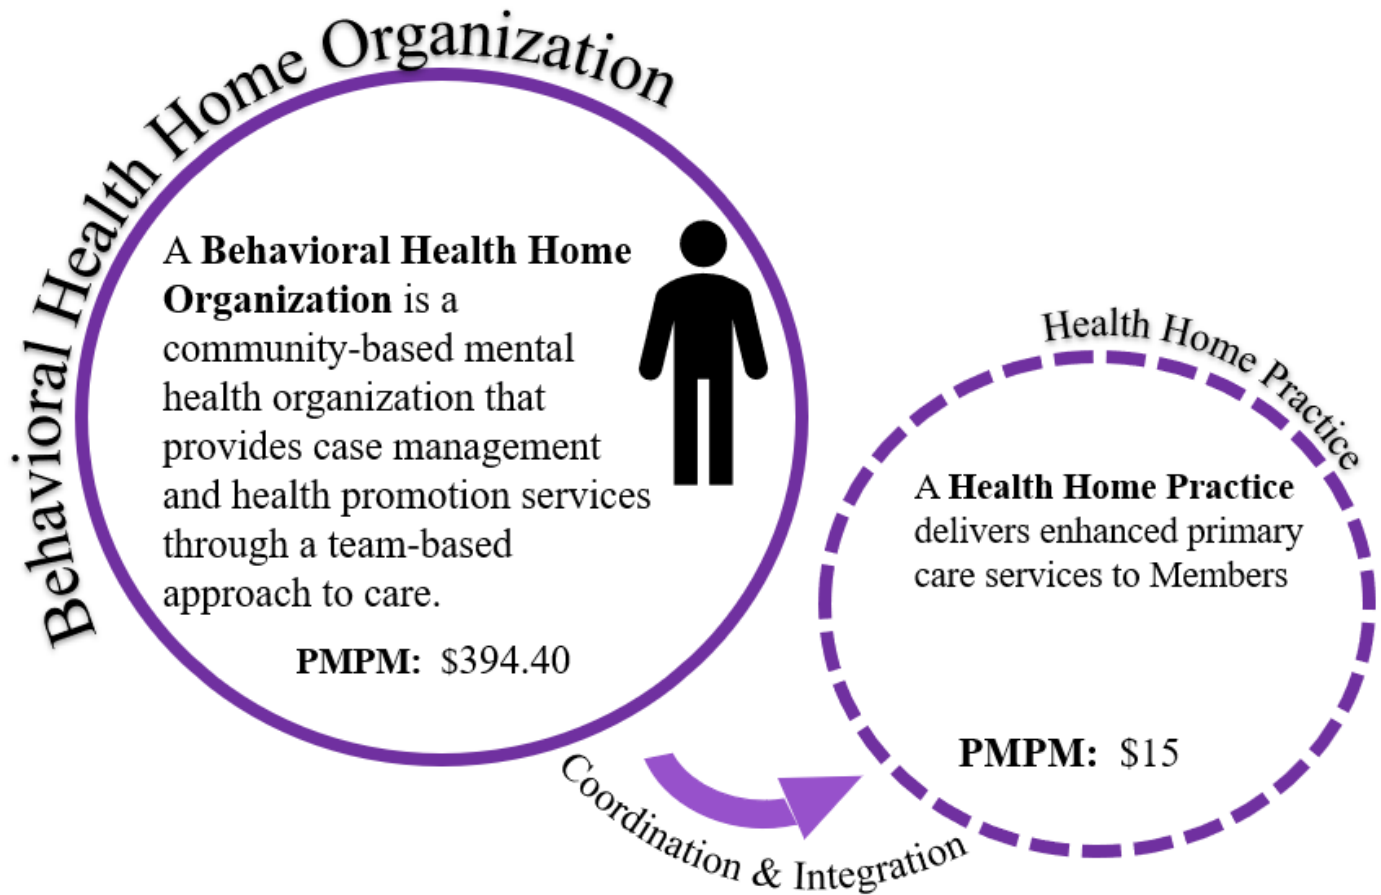 Behavioral Health Home Organization
A Behavioral Health Home
Organization is a
community-based mental
health organization that
provides case management
and health promotion services
through a team-based
approach to care.
PMPM: $394.40
Coordination & Integration
Health Home Practice
A Health Home Practice
delivers enhanced primary
care services to Members
PMPM: $15